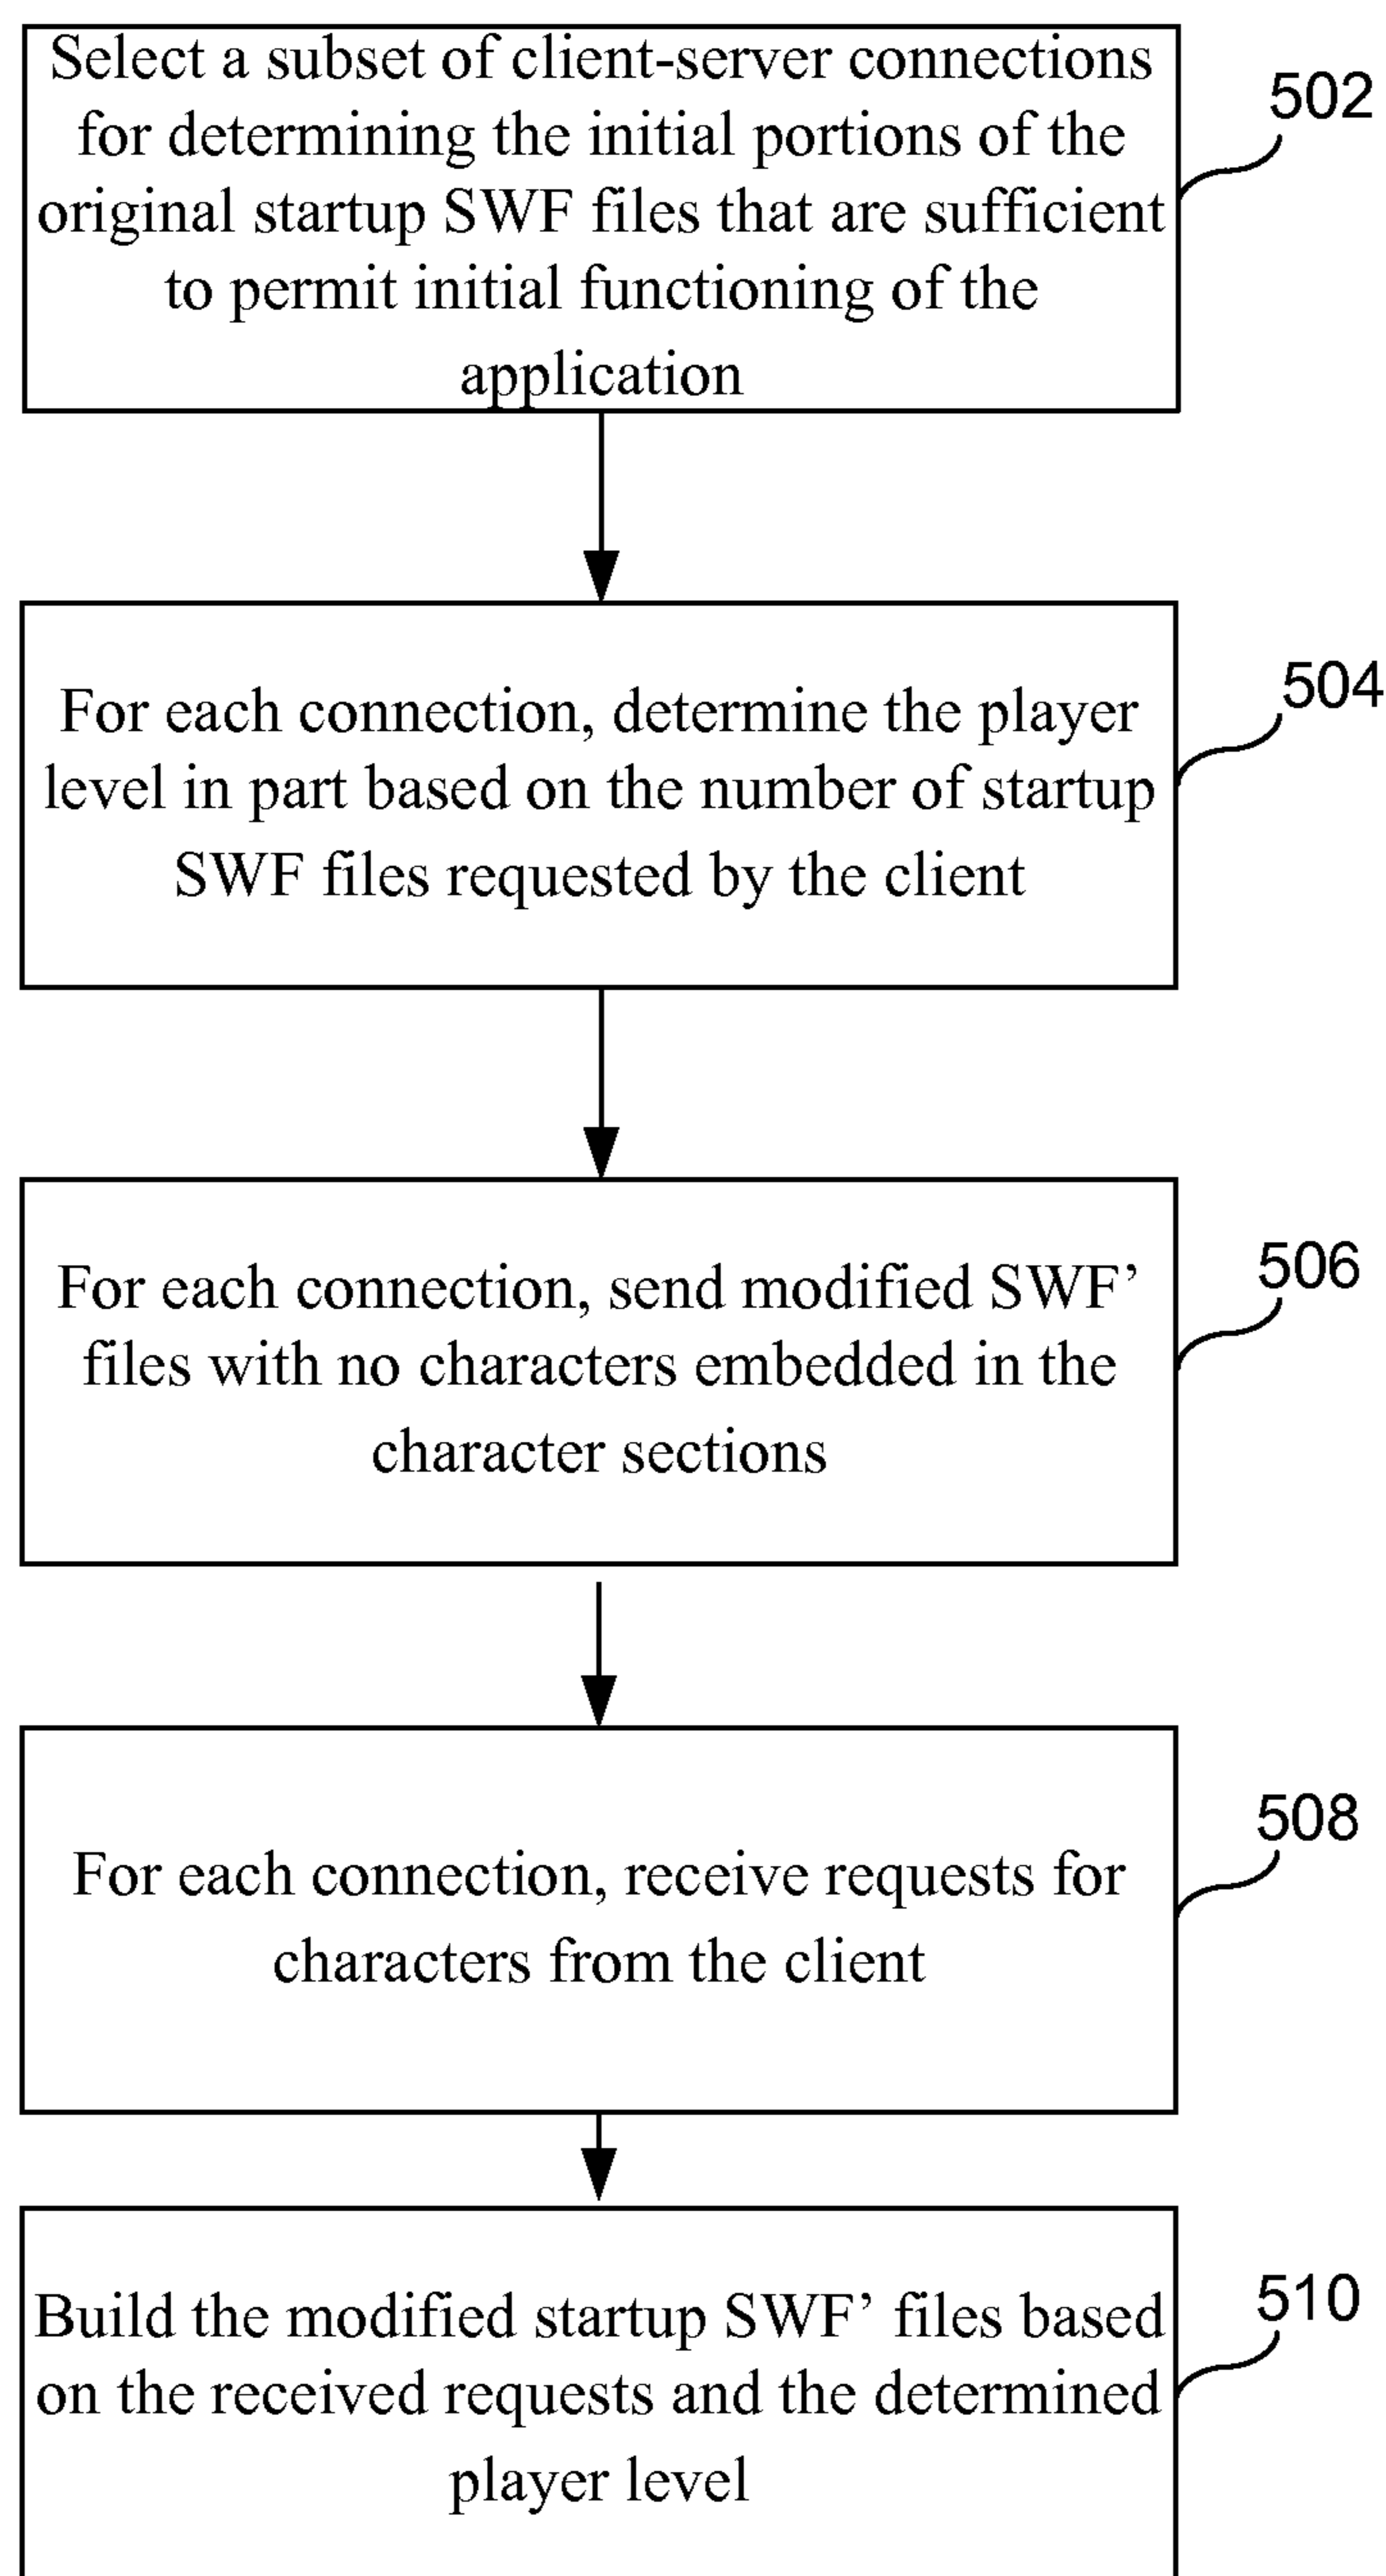 Select a subset of client-server connections
for determining the initial portions of the
original startup SWF files that are sufficient
to permit initial functioning of the
application
502
For each connection, determine the player
level in part based on the number of startup
SWF files requested by the client
504
For each connection, send modified SWF’
files with no characters embedded in the
character sections
506
For each connection, receive requests for
characters from the client
508
Build the modified startup SWF’ files based
on the received requests and the determined
player level
510